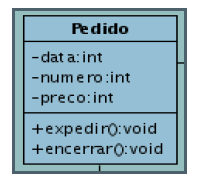 Pedido
-data:int
-numero:int
-preco:int
+expedir():void
+encerrar():void